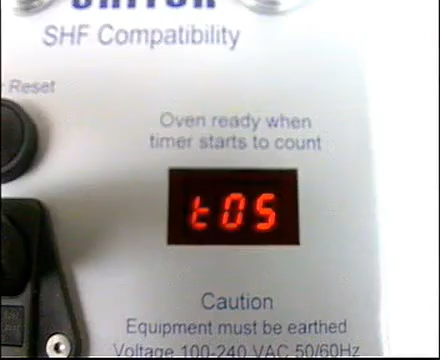 SHF Compatibility
Reset
Oven ready when
timer starts to count
t05
Caution
Equipment must be earthed
Voltage 100-240 VAC 50/60Hz